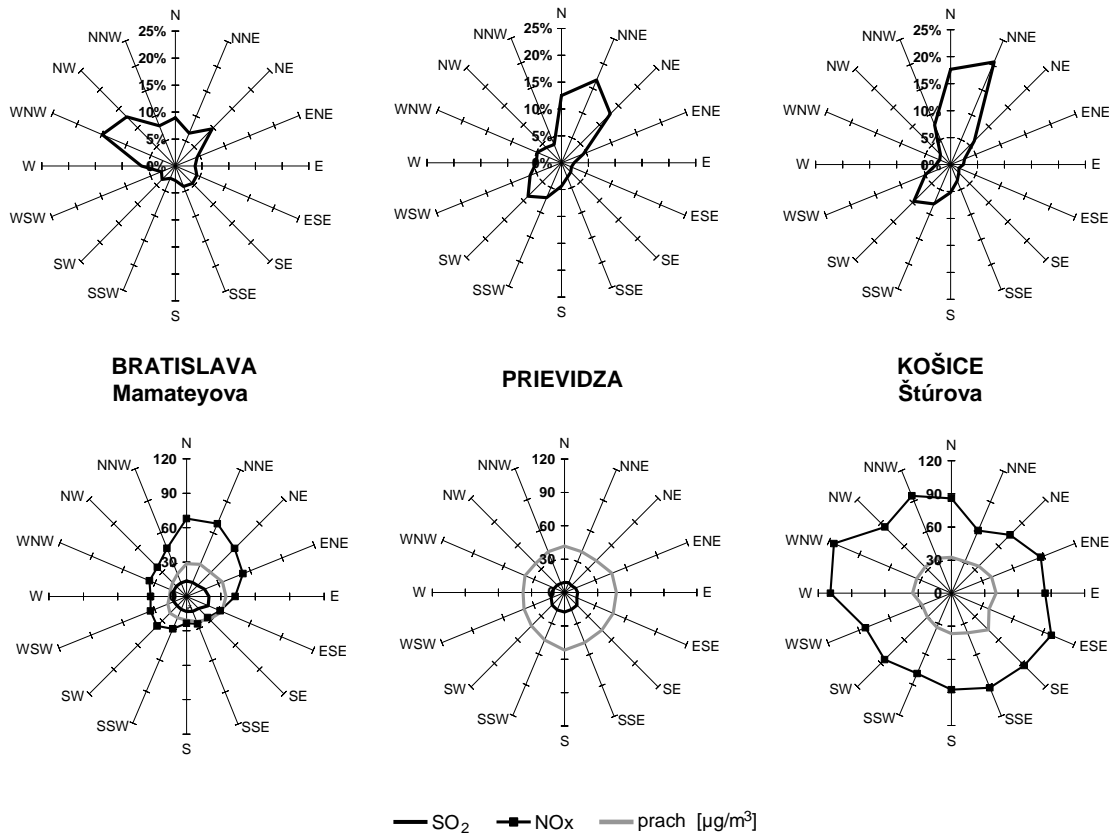 N
NNE
NE
ENE
E
ESE
SE
SSE
S
SSW
SW
WSW
W
WNW
NW
NNW
25%
20%
15%
10%
5%
0%
N
NNE
NE
ENE
E
ESE
SE
SSE
S
SSW
SW
WSW
W
WNW
NW
NNW
25%
20%
15%
10%
5%
0%
N
NNE
NE
ENE
E
ESE
SE
SSE
S
SSW
SW
WSW
W
WNW
NW
NNW
25%
20%
15%
10%
5%
0%
BRATISLAVA
Mamateyova
PRIEVIDZA
KOŠICE
Štúrova
N
NNE
NE
ENE
E
ESE
SE
SSE
S
SSW
SW
WSW
W
WNW
NW
NNW
120
90
60
30
0
N
NNE
NE
ENE
E
ESE
SE
SSE
S
SSW
SW
WSW
W
WNW
NW
NNW
120
90
60
30
0
N
NNE
NE
ENE
E
ESE
SE
SSE
S
SSW
SW
WSW
W
WNW
NW
NNW
120
90
60
30
0
SO₂ NOx prach [µg/m³]